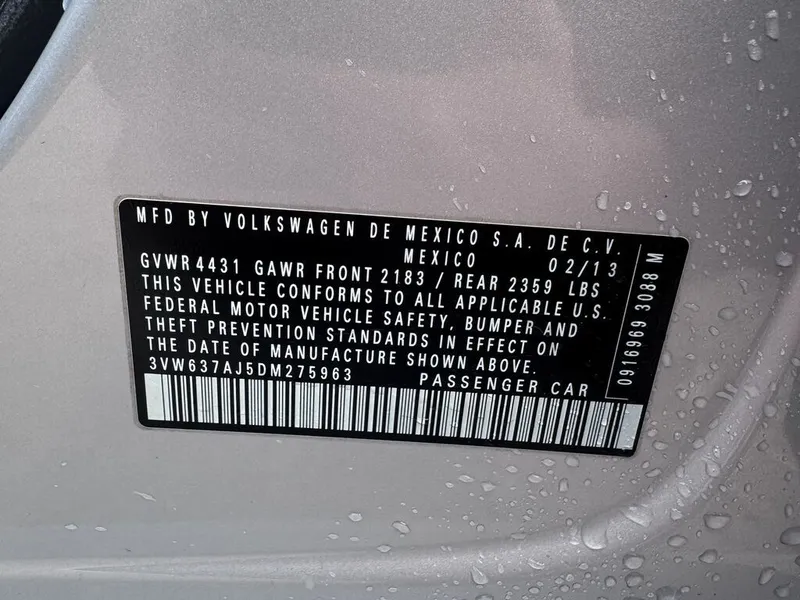 MFD BY VOLKSWAGEN DE MEXICO S.A. DE C.V.
MEXICO 02/13
GVWR 4431 GAWR FRONT 2183 / REAR 2359 LBS
THIS VEHICLE CONFORMS TO ALL APPLICABLE U.S.
FEDERAL MOTOR VEHICLE SAFETY, BUMPER AND
THEFT PREVENTION STANDARDS IN EFFECT ON
THE DATE OF MANUFACTURE SHOWN ABOVE.
3VW637AJ5DM275963 PASSENGER CAR
0916969 3088 M